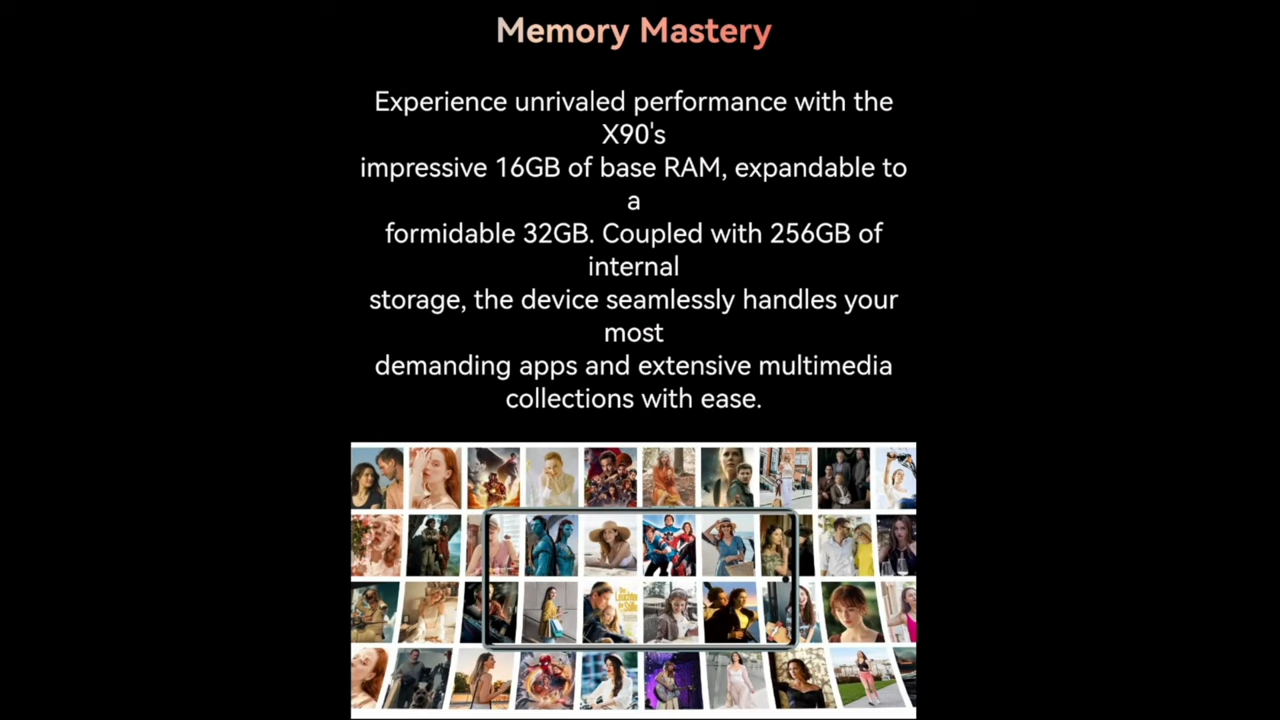 Memory Mastery
Experience unrivaled performance with the
X90's
impressive 16GB of base RAM, expandable to
a
formidable 32GB. Coupled with 256GB of
internal
storage, the device seamlessly handles your
most
demanding apps and extensive multimedia
collections with ease.